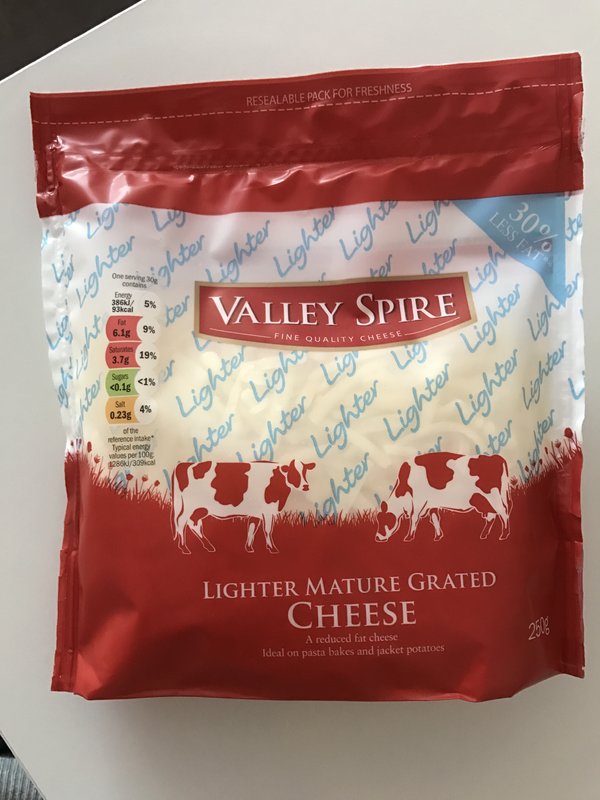 RESEALABLE PACK FOR FRESHNESS
30%
LESS FAT
Lighter Lighter Lighter Lighter
One serving 30g
contains
Energy
386kJ/
93kcal
5%
Fat
6.1g
9%
Saturates
3.7g
19%
Sugars
<0.1g
<1%
Salt
0.23g
4%
of the
reference intake*
Typical energy
values per 100g:
1286kJ/309kcal
VALLEY SPIRE
FINE QUALITY CHEESE
LIGHTER MATURE GRATED
CHEESE
A reduced fat cheese
Ideal on pasta bakes and jacket potatoes
250g